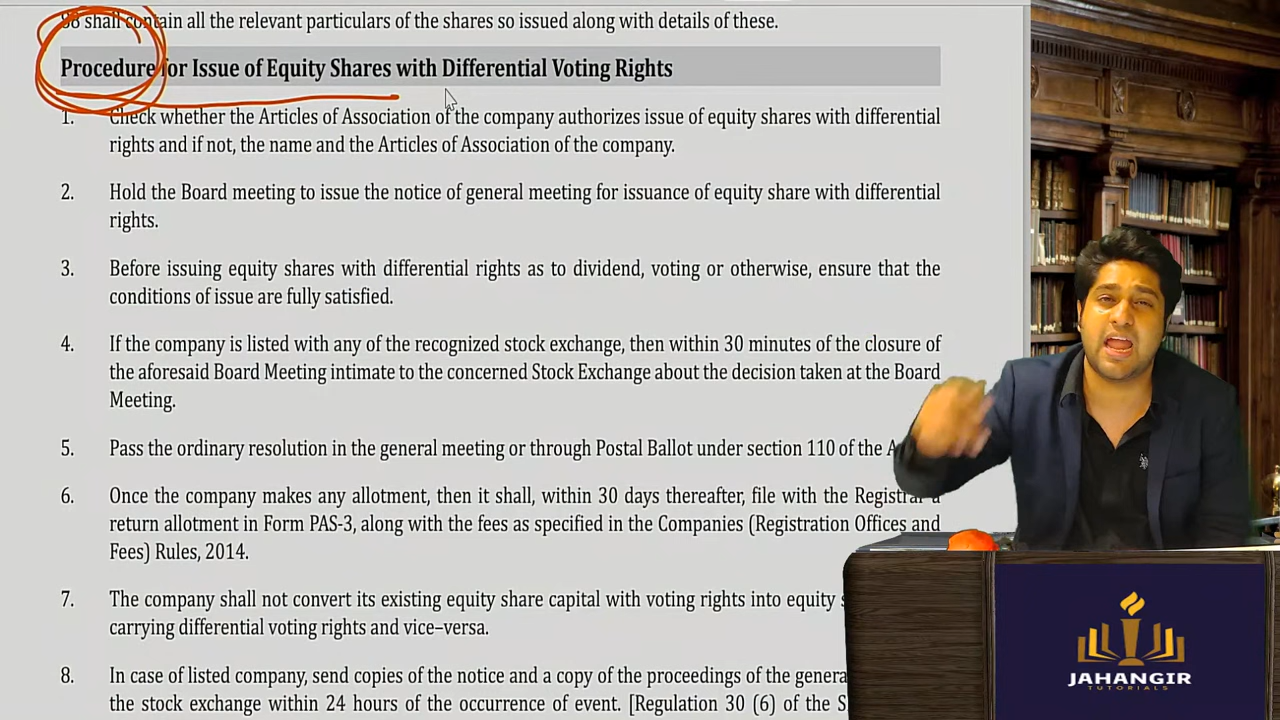 98 shall contain all the relevant particulars of the shares so issued along with details of these.
Procedure for Issue of Equity Shares with Differential Voting Rights
1. Check whether the Articles of Association of the company authorizes issue of equity shares with differential
rights and if not, the name and the Articles of Association of the company.
2. Hold the Board meeting to issue the notice of general meeting for issuance of equity share with differential
rights.
3. Before issuing equity shares with differential rights as to dividend, voting or otherwise, ensure that the
conditions of issue are fully satisfied.
4. If the company is listed with any of the recognized stock exchange, then within 30 minutes of the closure of
the aforesaid Board Meeting intimate to the concerned Stock Exchange about the decision taken at the Board
Meeting.
5. Pass the ordinary resolution in the general meeting or through Postal Ballot under section 110 of the
6. Once the company makes any allotment, then it shall, within 30 days thereafter, file with the Registrar a
return allotment in Form PAS-3, along with the fees as specified in the Companies (Registration Offices and
Fees) Rules, 2014.
7. The company shall not convert its existing equity share capital with voting rights into equity
carrying differential voting rights and vice–versa.
8. In case of listed company, send copies of the notice and a copy of the proceedings of the
the stock exchange within 24 hours of the occurrence of event. [Regulation 30 (6) of the
JAHANGIR
TUTORIALS